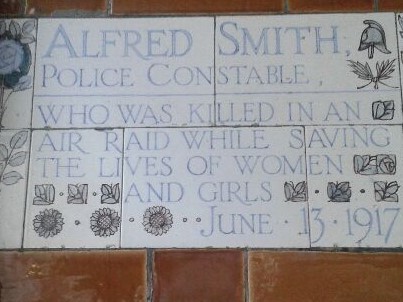 ALFRED SMITH,
POLICE CONSTABLE,
WHO WAS KILLED IN AN
AIR RAID WHILE SAVING
THE LIVES OF WOMEN
AND GIRLS
JUNE · 13 · 1917